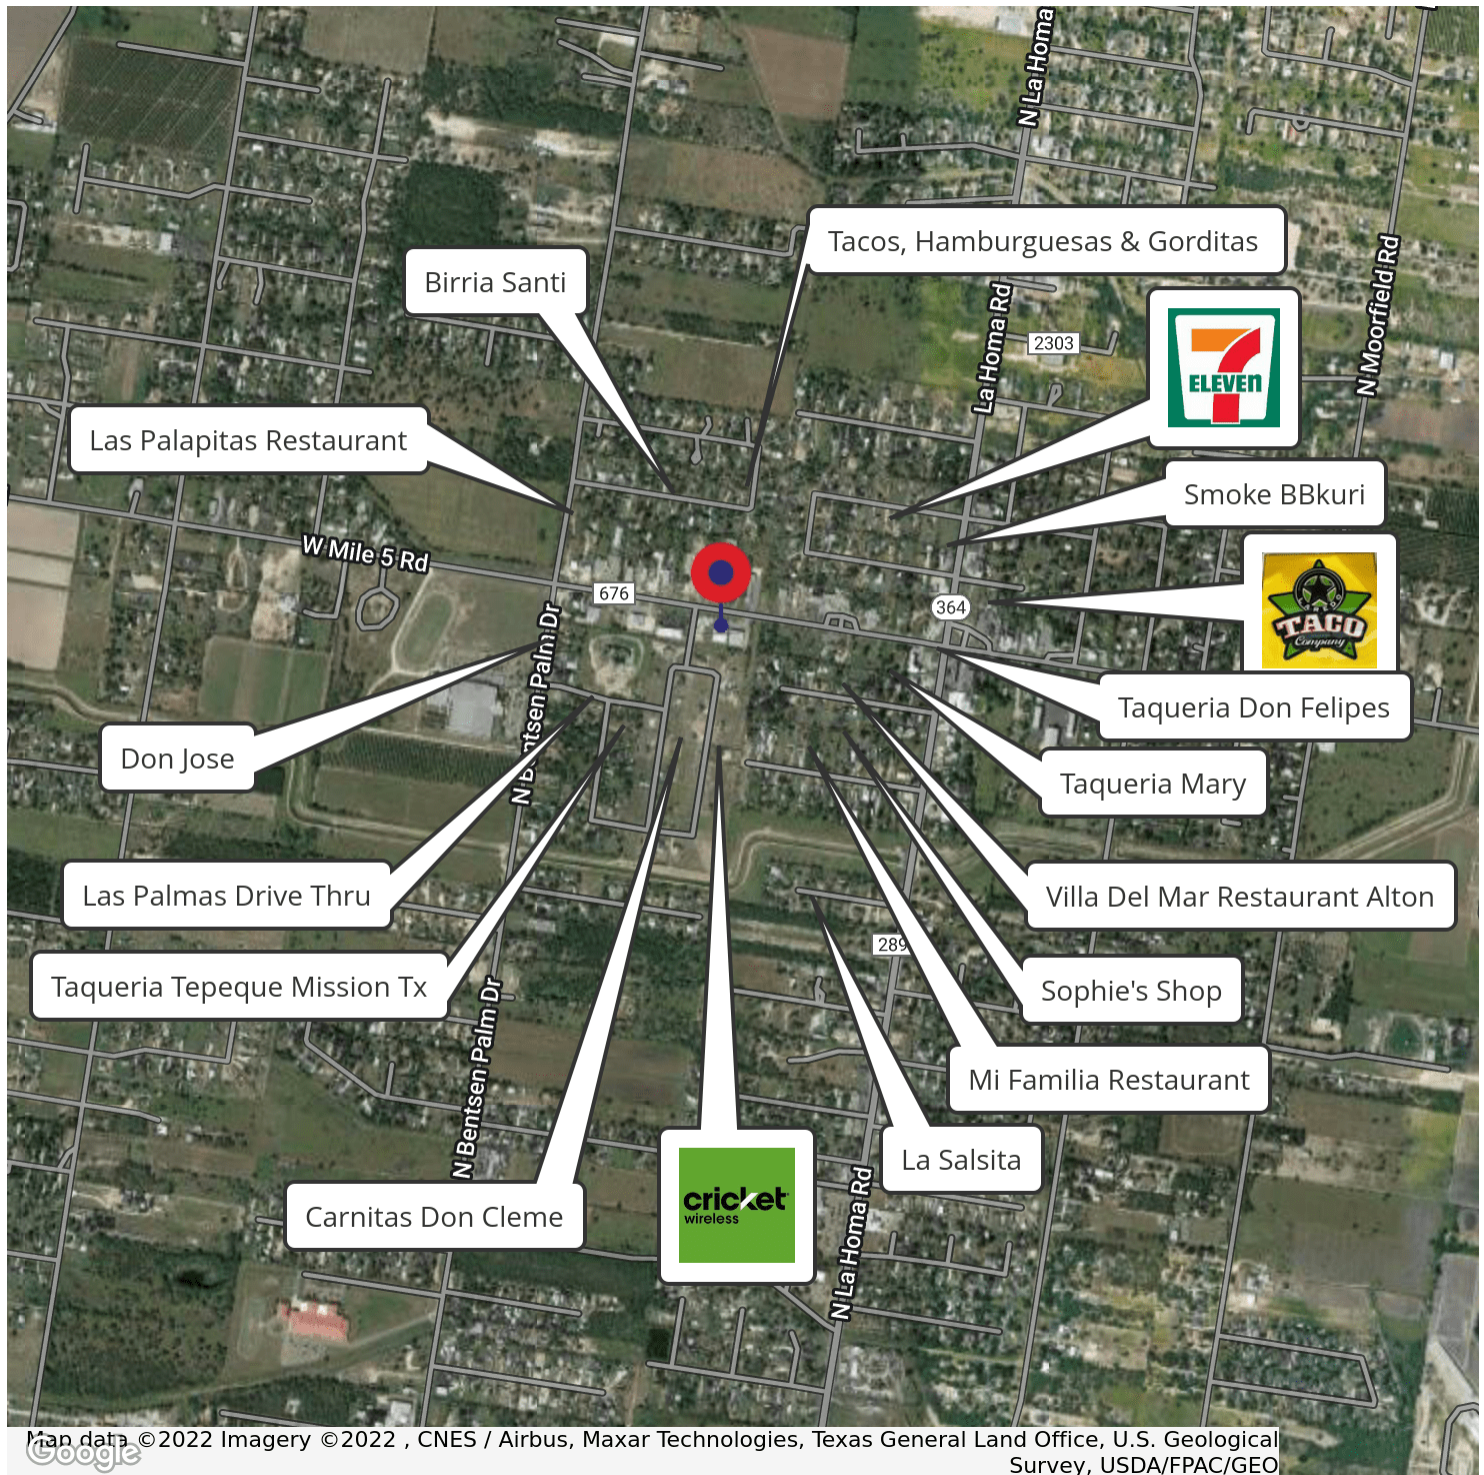 N La Homa
Tacos, Hamburguesas & Gorditas
Birria Santi
N Moorfield Rd
La Homa Rd
2303
7
ELEVEN
Las Palapitas Restaurant
Smoke BBkuri
W Mile 5 Rd
676
364
TACO
Company
N Bentsen Palm Dr
Taqueria Don Felipes
Don Jose
Taqueria Mary
Las Palmas Drive Thru
Villa Del Mar Restaurant Alton
289
Taqueria Tepeque Mission Tx
Sophie's Shop
N Bentsen Palm Dr
Mi Familia Restaurant
La Salsita
cricket
wireless
Carnitas Don Cleme
N La Homa Rd
Map data ©2022 Imagery ©2022 , CNES / Airbus, Maxar Technologies, Texas General Land Office, U.S. Geological
Survey, USDA/FPAC/GEO
Google